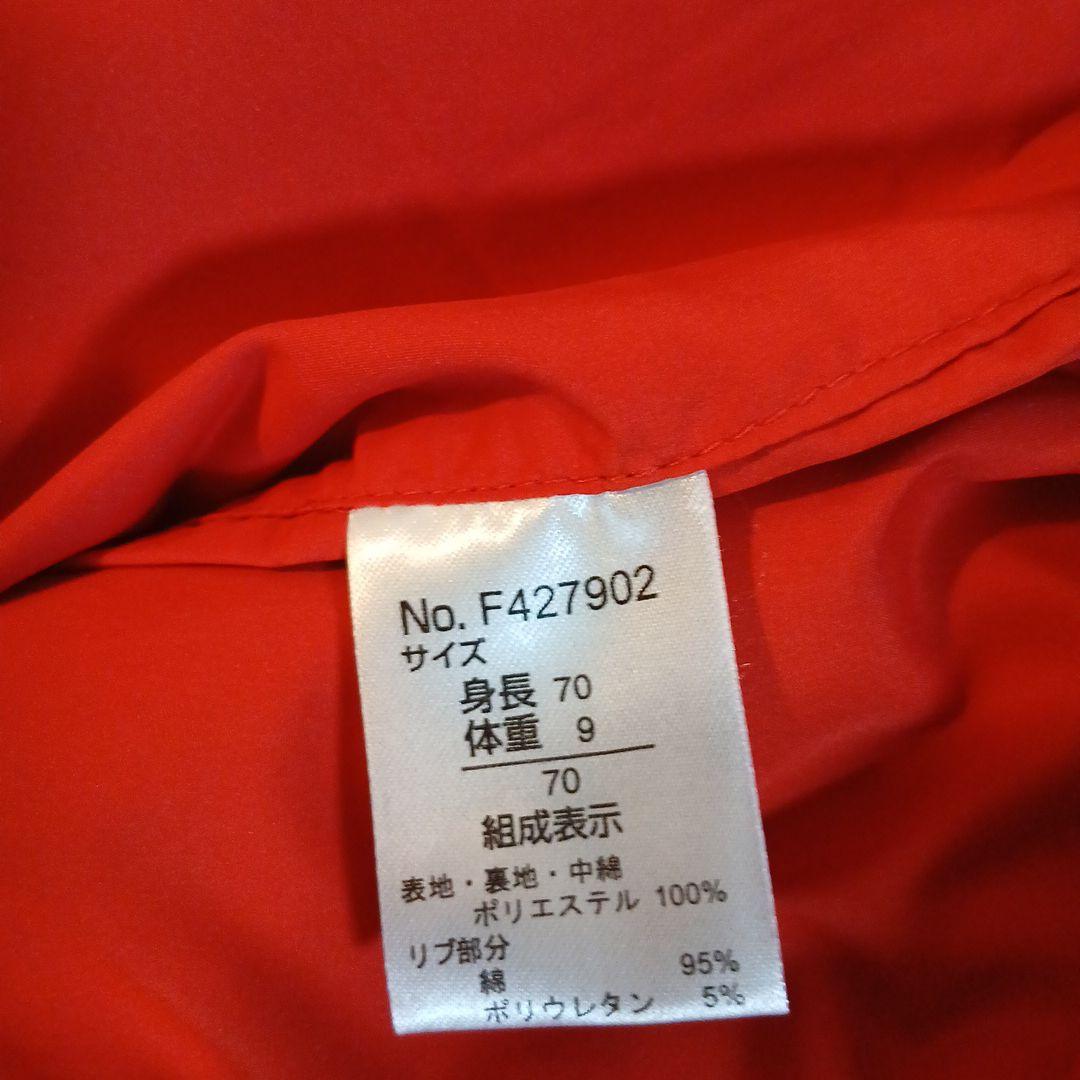 No. F427902
サイズ
身長 70
体重 9
70
組成表示
表地・裏地・中綿
ポリエステル 100%
リブ部分
綿 95%
ポリウレタン 5%